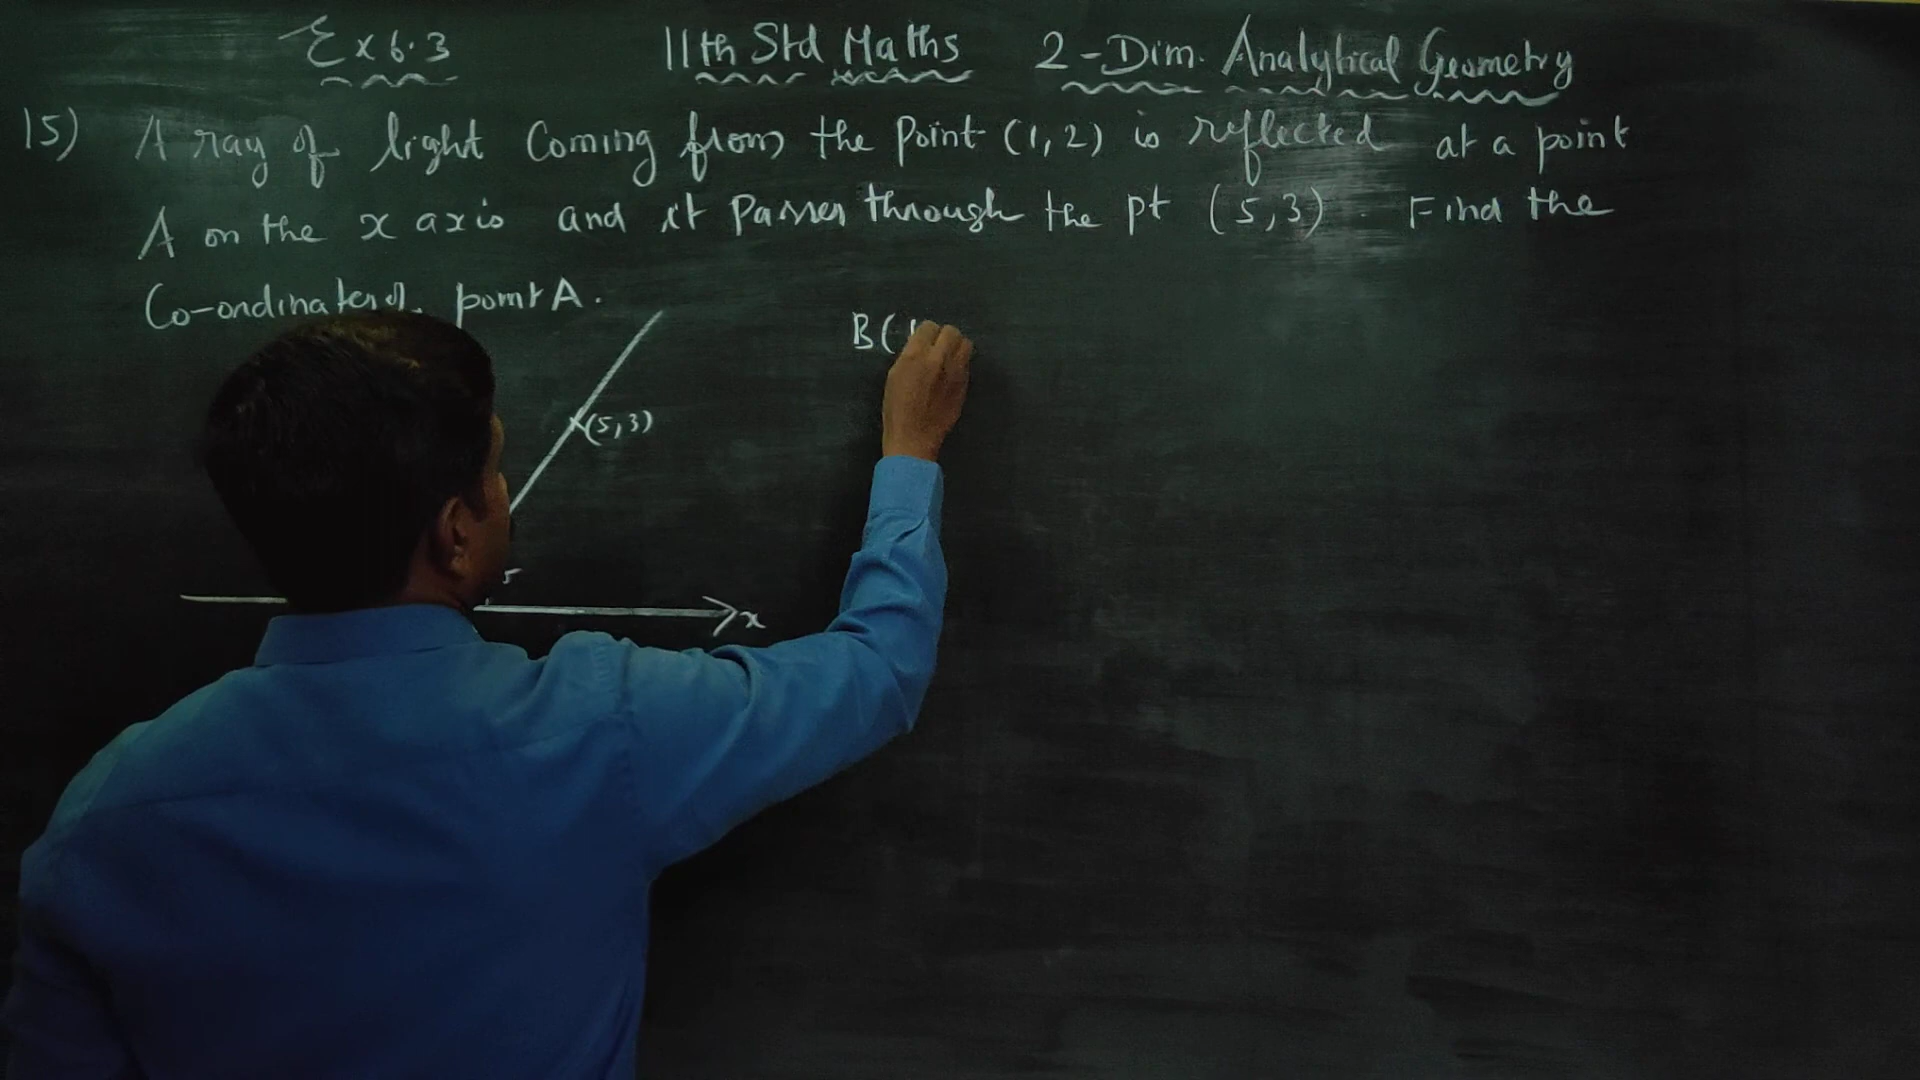 Ex 6.3 11th Std Maths 2-Dim. Analytical Geometry
15) A ray of light coming from the point (1,2) is reflected at a point
A on the x axis and it passes through the pt (5,3). Find the
Co-ordinates of point A.
B(1
(5,3)
x